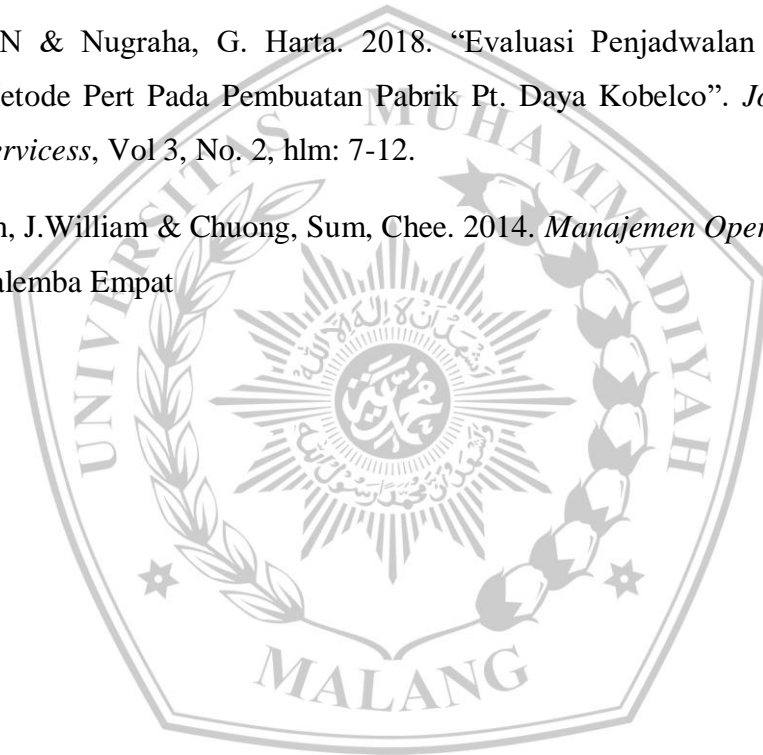 N & Nugraha, G. Harta. 2018. “Evaluasi Penjadwalan
etode Pert Pada Pembuatan Pabrik Pt. Daya Kobelco”. Jo
ervicess, Vol 3, No. 2, hlm: 7-12.
n, J.William & Chuong, Sum, Chee. 2014. Manajemen Oper
alemba Empat
UNIVERSITAS MUHAMMADIYAH
MALANG